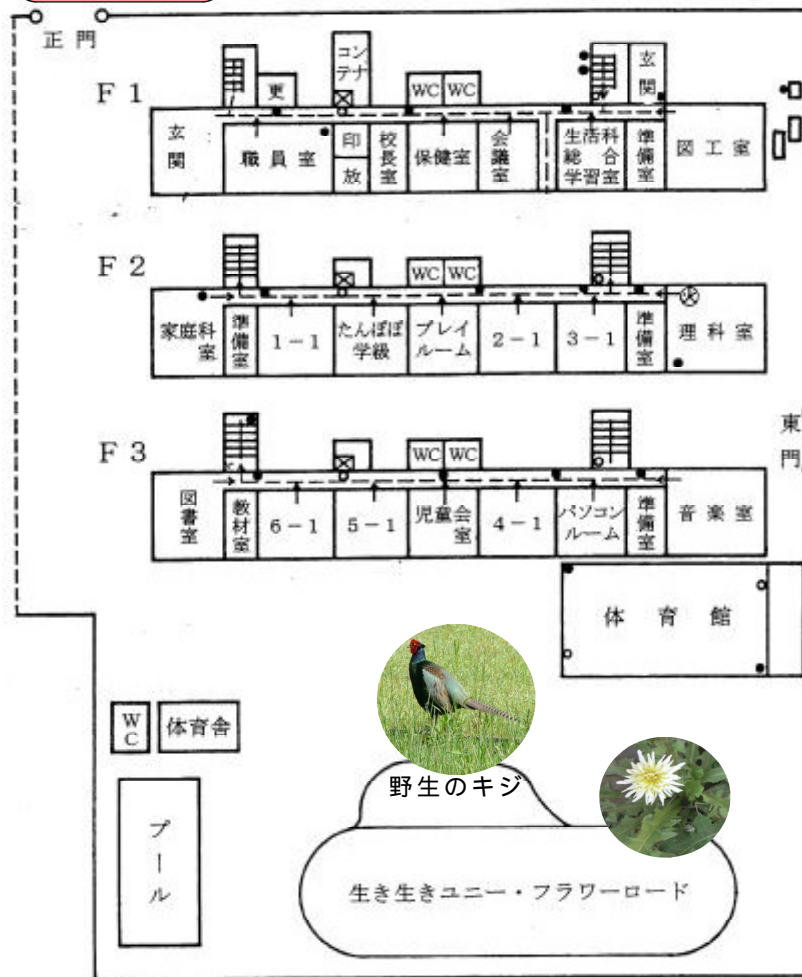 正門
F1
コンテナ
更
WC WC
玄関
玄関
職員室
印
放
校長室
保健室
会議室
生活科総合学習室
準備室
図工室
F2
WC WC
火
家庭科室
準備室
1-1
たんぽぽ学級
プレイルーム
2-1
3-1
準備室
理科室
東門
F3
WC WC
図書室
教材室
6-1
5-1
児童会室
4-1
パソコンルーム
準備室
音楽室
体育館
WC
体育舎
野生のキジ
プール
生き生きユニー・フラワーロード